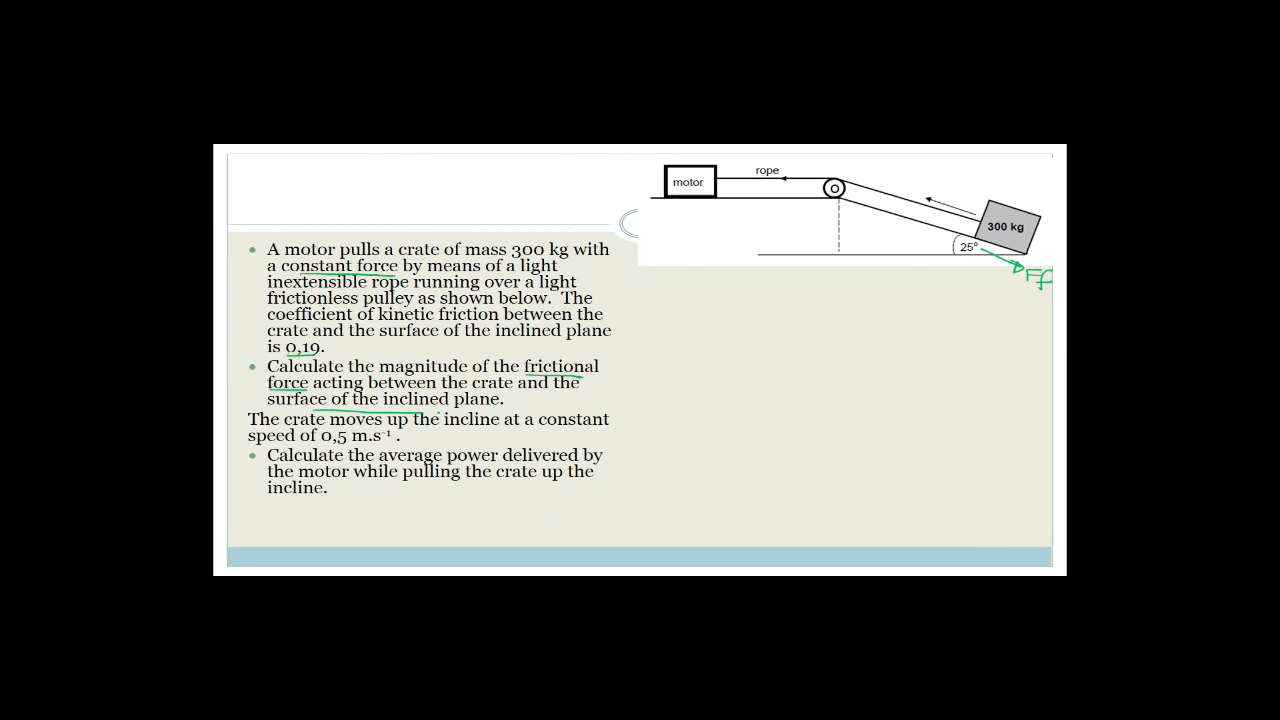 rope
motor
300 kg
25°
Ff
A motor pulls a crate of mass 300 kg with
a constant force by means of a light
inextensible rope running over a light
frictionless pulley as shown below. The
coefficient of kinetic friction between the
crate and the surface of the inclined plane
is 0,19.
Calculate the magnitude of the frictional
force acting between the crate and the
surface of the inclined plane.
The crate moves up the incline at a constant
speed of 0,5 m.s⁻¹ .
Calculate the average power delivered by
the motor while pulling the crate up the
incline.